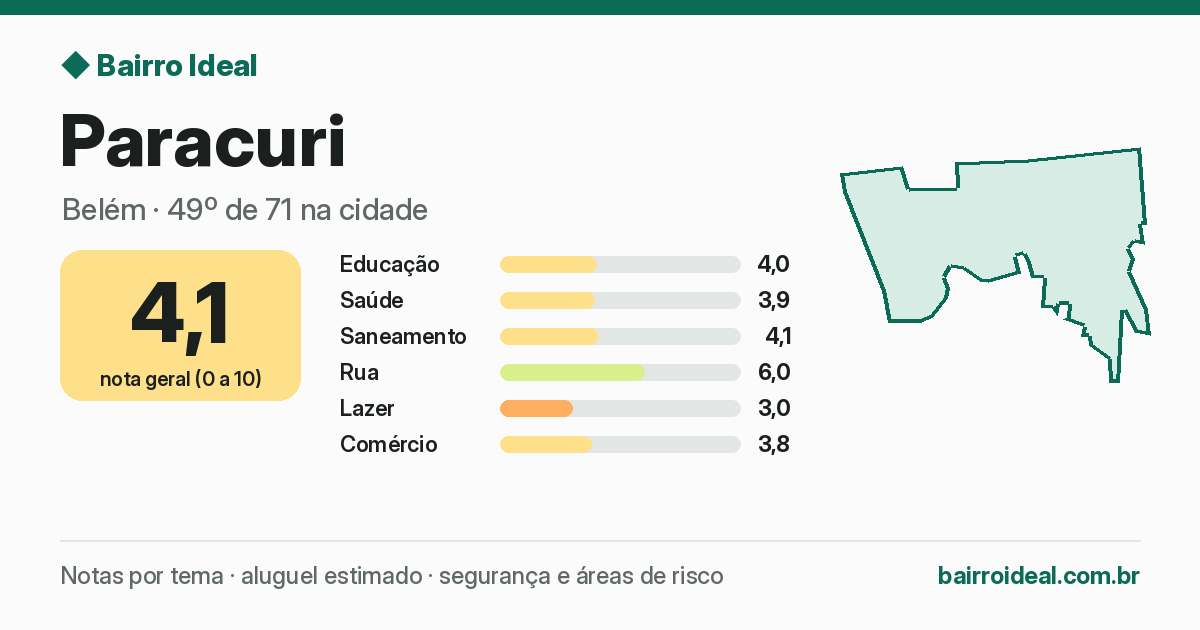 Bairro Ideal
Paracuri
Belém · 49º de 71 na cidade
4,1
nota geral (0 a 10)
Educação 4,0
Saúde 3,9
Saneamento 4,1
Rua 6,0
Lazer 3,0
Comércio 3,8
Notas por tema · aluguel estimado · segurança e áreas de risco
bairroideal.com.br